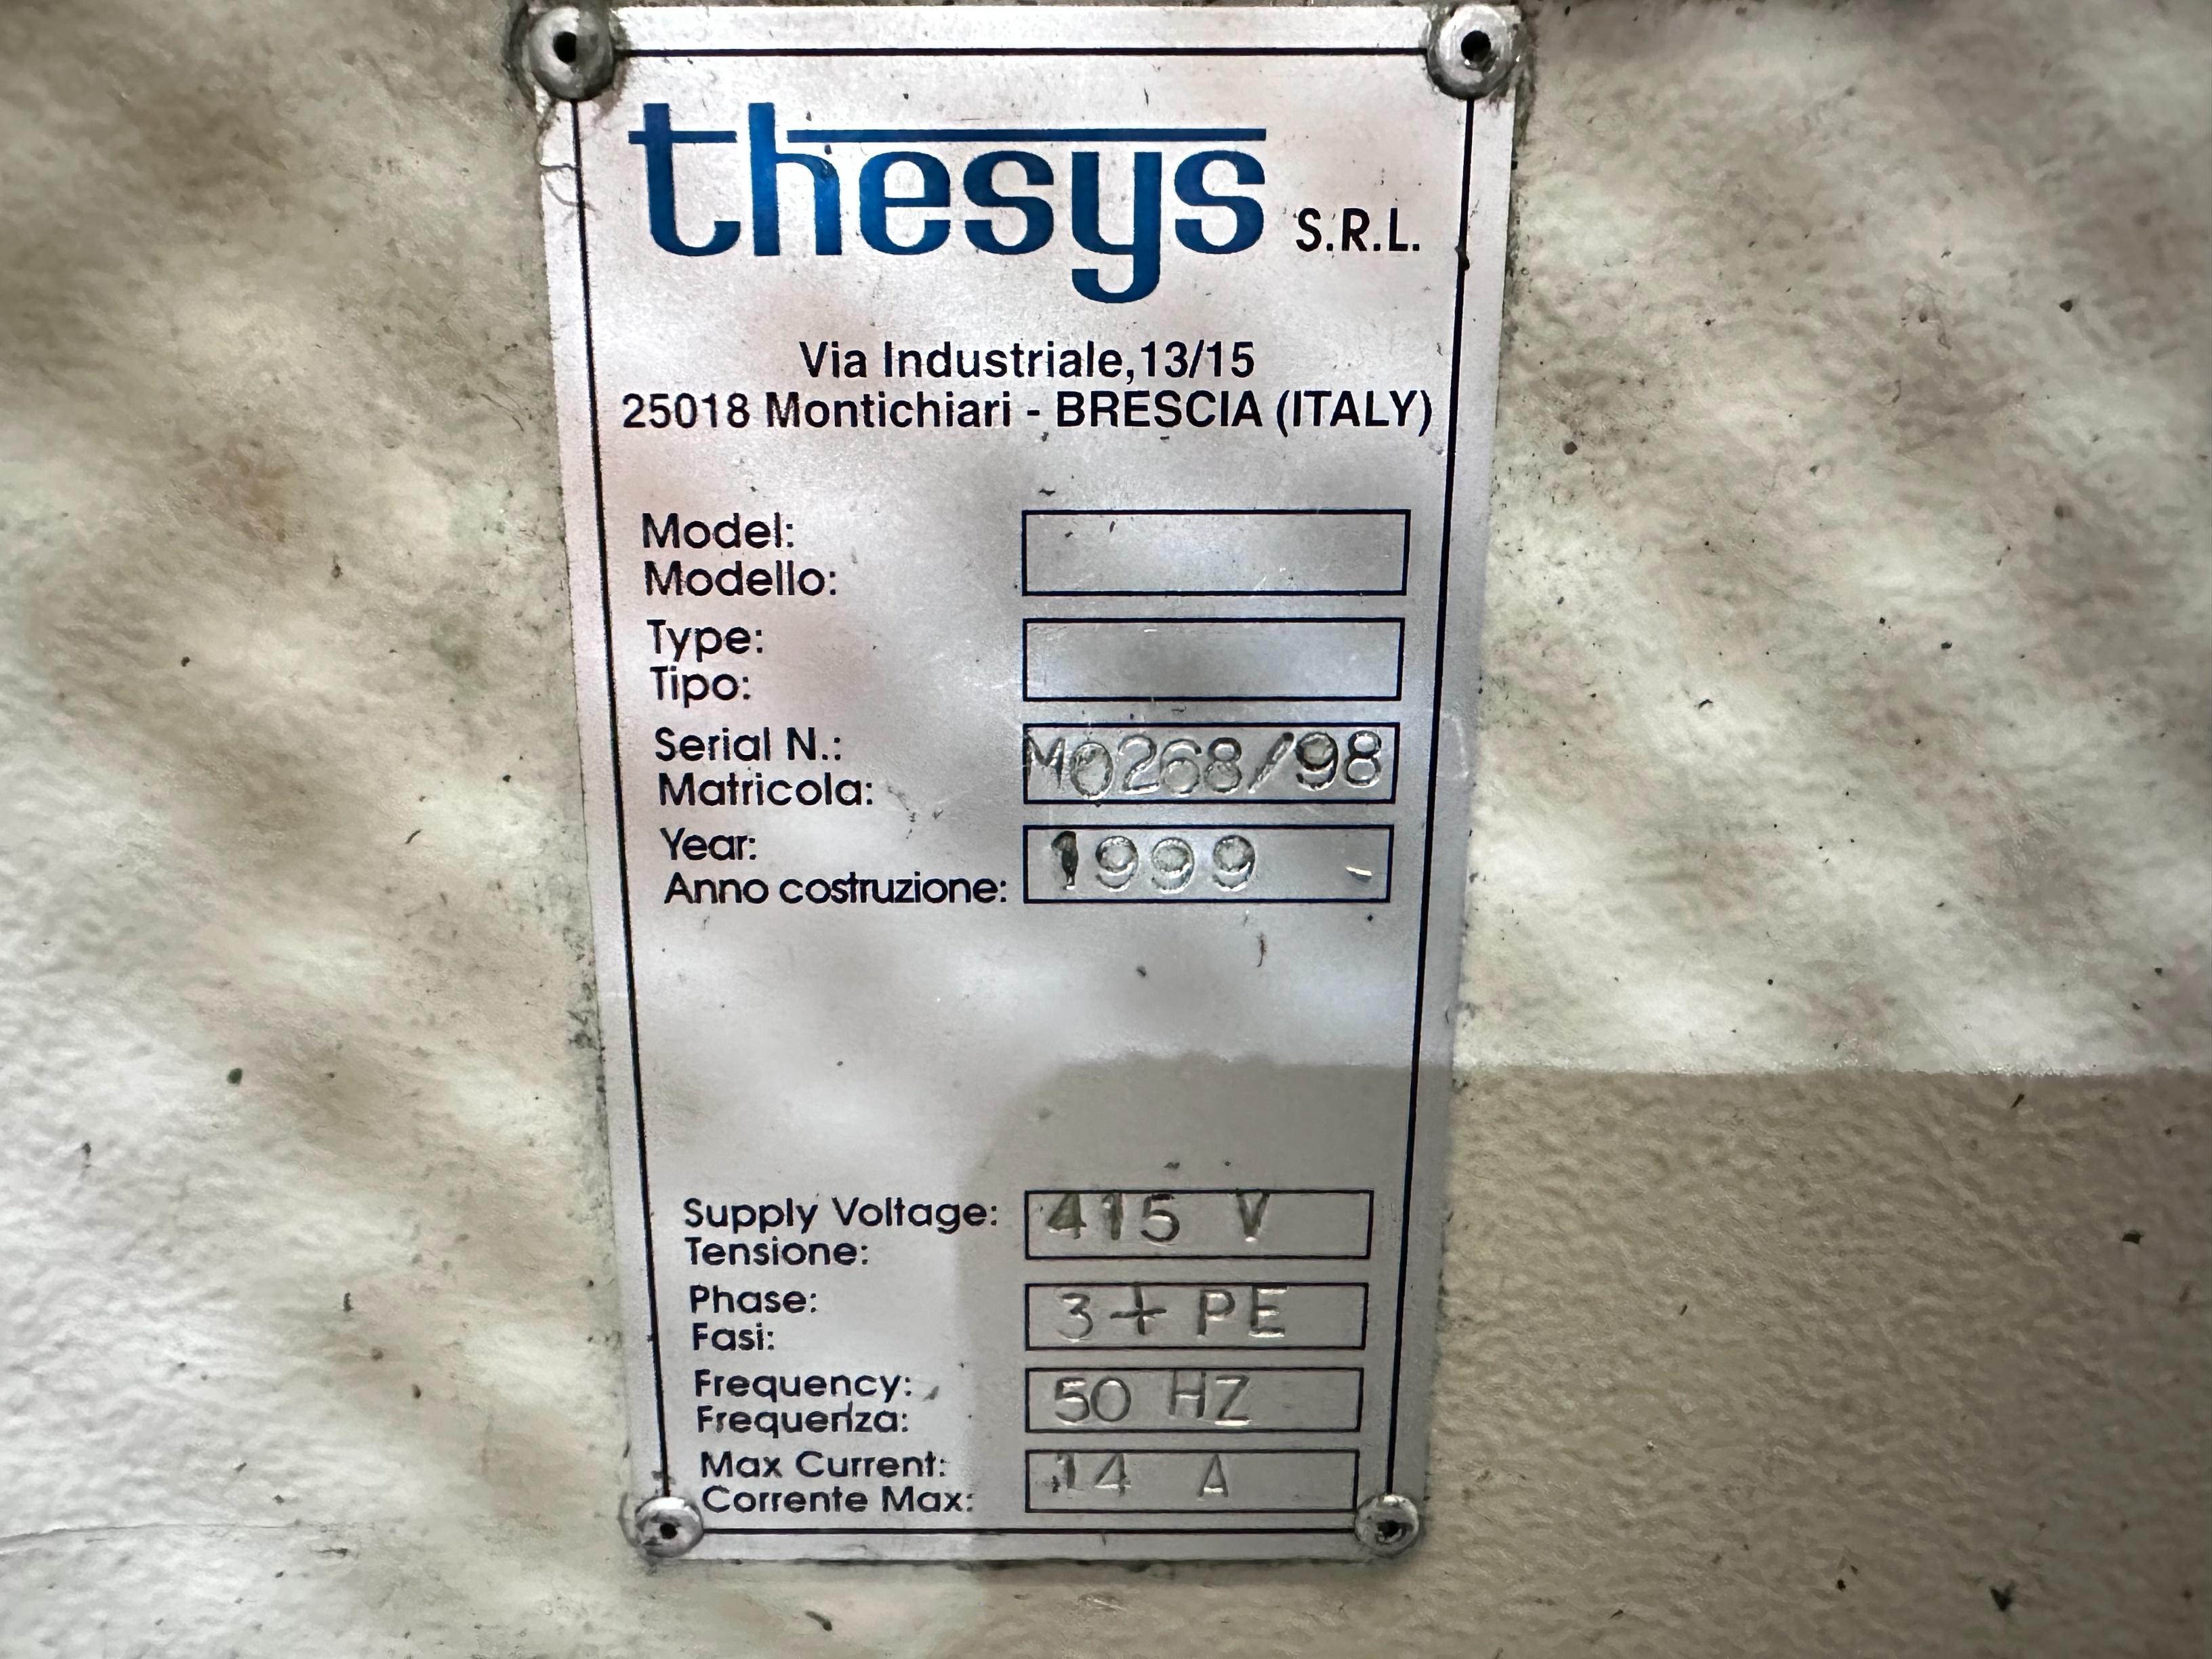 thesys S.R.L.
Via Industriale,13/15
25018 Montichiari - BRESCIA (ITALY)
Model:
Modello:
Type:
Tipo:
Serial N.: M0268/98
Matricola:
Year: 1999
Anno costruzione:
Supply Voltage: 415 V
Tensione:
Phase: 3+PE
Fasi:
Frequency: 50 HZ
Frequenza:
Max Current: 14 A
Corrente Max: